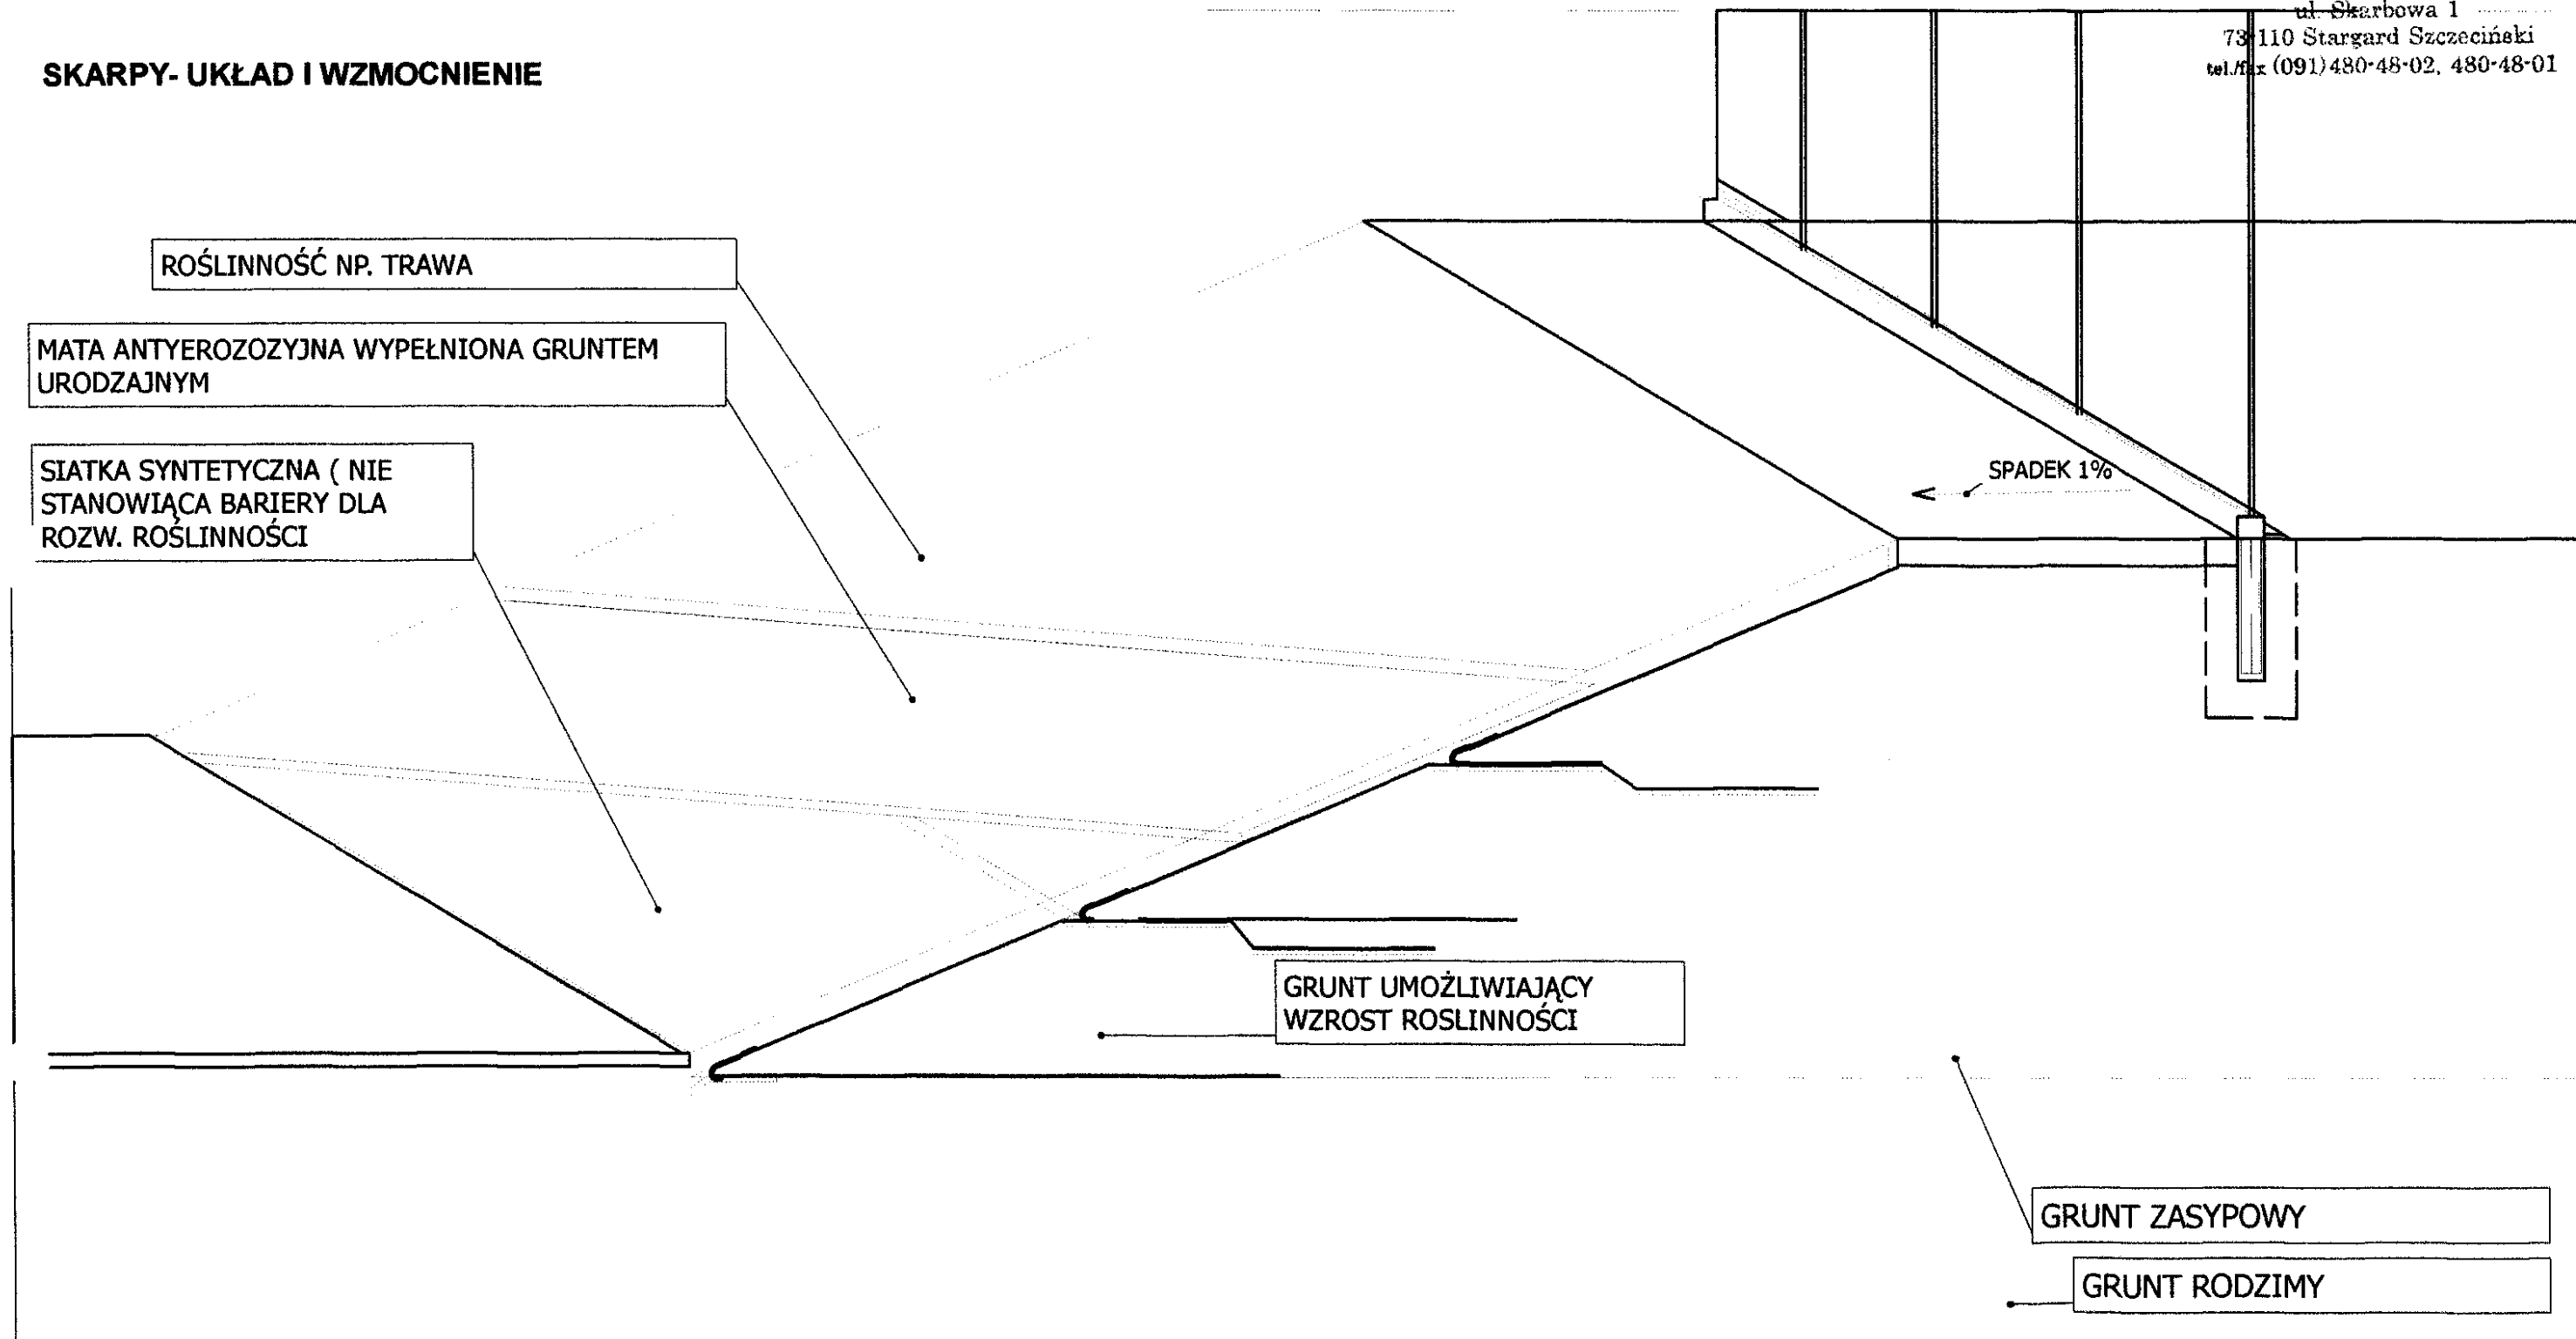 ul. Skarbowa 1
73-110 Stargard Szczeciński
tel./fax (091)480-48-02, 480-48-01
SKARPY- UKŁAD I WZMOCNIENIE
ROŚLINNOŚĆ NP. TRAWA
MATA ANTYEROZOZYJNA WYPEŁNIONA GRUNTEM
URODZAJNYM
SIATKA SYNTETYCZNA ( NIE
STANOWIĄCA BARIERY DLA
ROZW. ROŚLINNOŚCI
SPADEK 1%
GRUNT UMOŻLIWIAJĄCY
WZROST ROSLINNOŚCI
GRUNT ZASYPOWY
GRUNT RODZIMY